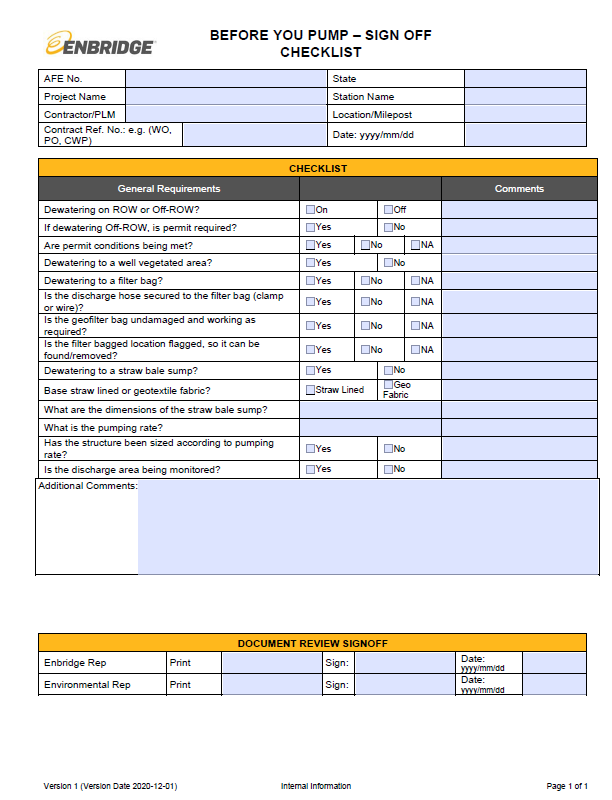 ENBRIDGE
BEFORE YOU PUMP – SIGN OFF
CHECKLIST
AFE No. State
Project Name Station Name
Contractor/PLM Location/Milepost
Contract Ref. No.: e.g. (WO,
PO, CWP)
Date: yyyy/mm/dd
CHECKLIST
General Requirements Comments
Dewatering on ROW or Off-ROW? On Off
If dewatering Off-ROW, is permit required? Yes No
Are permit conditions being met? Yes No NA
Dewatering to a well vegetated area? Yes No
Dewatering to a filter bag? Yes No NA
Is the discharge hose secured to the filter bag (clamp
or wire)?
Yes No NA
Is the geofilter bag undamaged and working as
required?
Yes No NA
Is the filter bagged location flagged, so it can be
found/removed?
Yes No NA
Dewatering to a straw bale sump? Yes No
Base straw lined or geotextile fabric? Straw Lined Geo
Fabric
What are the dimensions of the straw bale sump?
What is the pumping rate?
Has the structure been sized according to pumping
rate?
Yes No
Is the discharge area being monitored? Yes No
Additional Comments:
DOCUMENT REVIEW SIGNOFF
Enbridge Rep Print Sign: Date:
yyyy/mm/dd
Environmental Rep Print Sign: Date:
yyyy/mm/dd
Version 1 (Version Date 2020-12-01) Internal Information Page 1 of 1